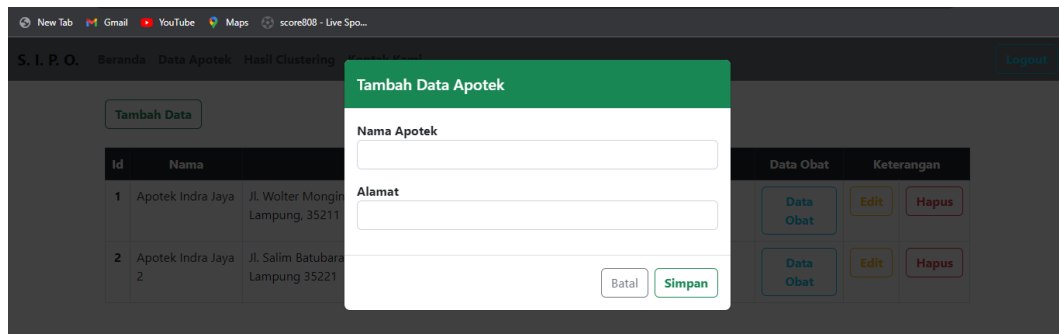 New Tab Gmail YouTube Maps score808 - Live Spo...
S. I. P. O. Beranda Data Apotek Hasil Clustering Kontak Kami Logout
Tambah Data Apotek
Tambah Data
Nama Apotek
Alamat
Batal Simpan
Id Nama Data Obat Keterangan
1 Apotek Indra Jaya Jl. Wolter Mongin Data Edit Hapus
Lampung, 35211 Obat
2 Apotek Indra Jaya Jl. Salim Batubara Data Edit Hapus
2 Lampung 35221 Obat